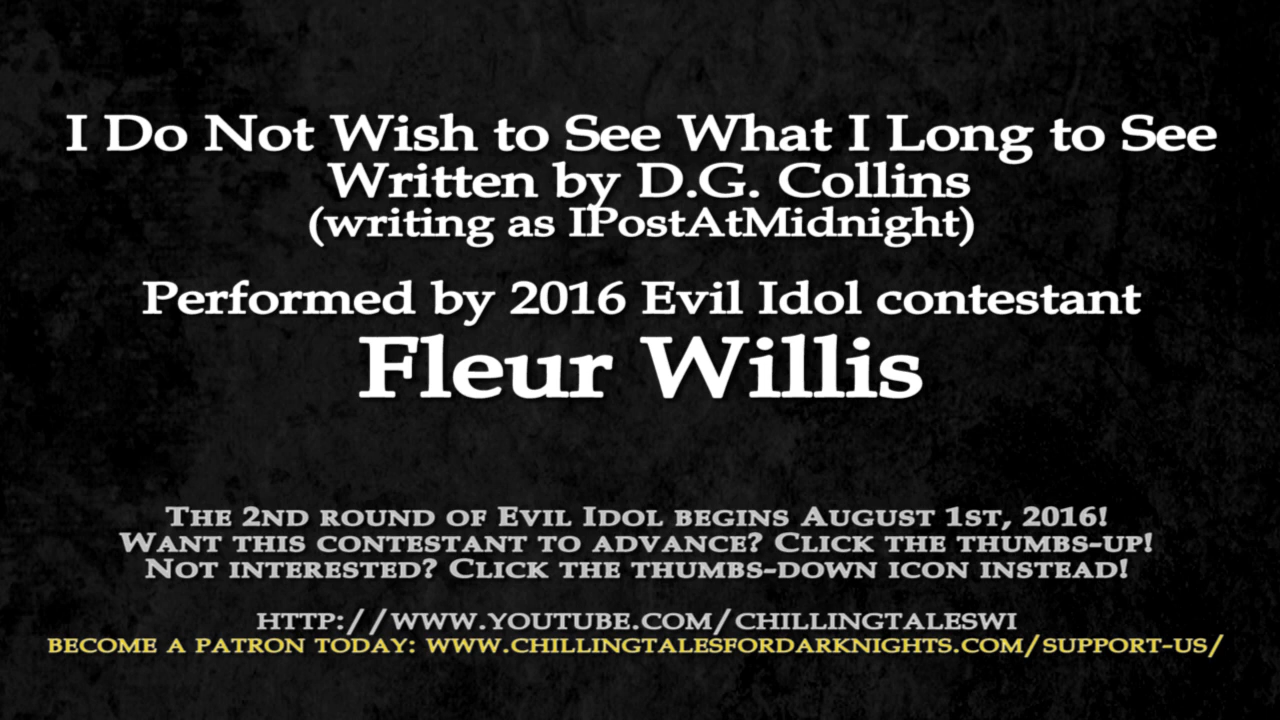 I Do Not Wish to See What I Long to See
Written by D.G. Collins
(writing as IPostAtMidnight)
Performed by 2016 Evil Idol contestant
Fleur Willis
The 2nd round of Evil Idol begins August 1st, 2016!
Want this contestant to advance? Click the thumbs-up!
Not interested? Click the thumbs-down icon instead!
http://www.youtube.com/chillingtaleswi
become a patron today: www.chillingtalesfordarknights.com/support-us/